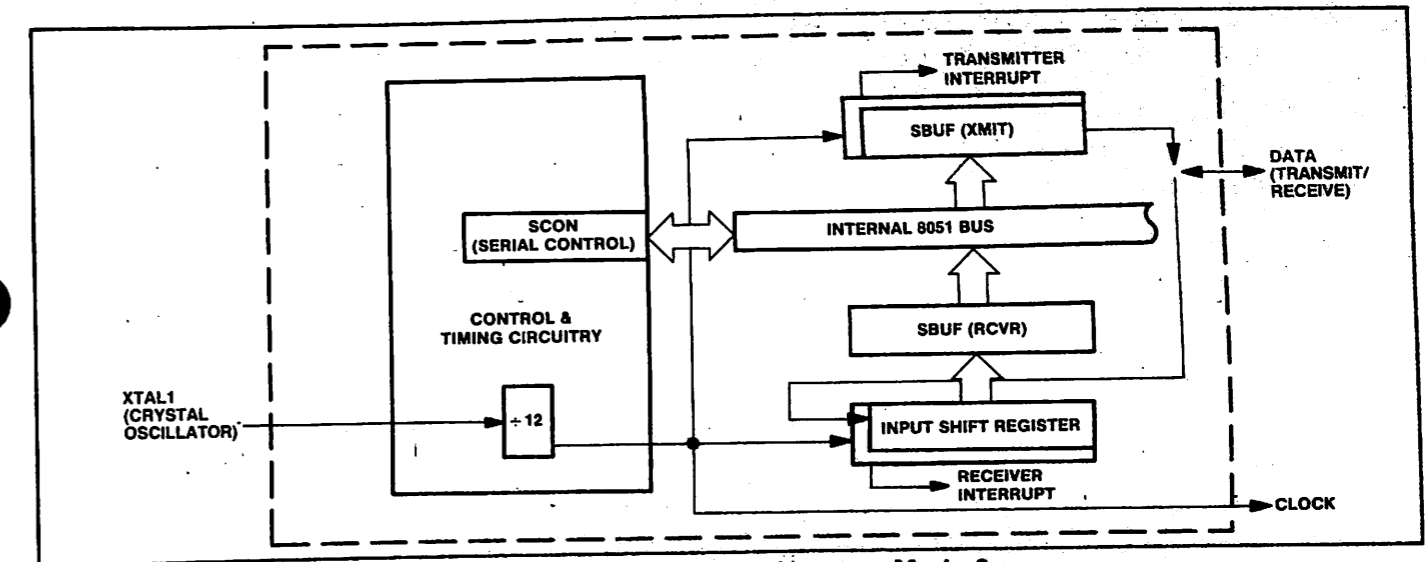 TRANSMITTER
INTERRUPT
SBUF (XMIT)
DATA
(TRANSMIT/
RECEIVE)
SCON
(SERIAL CONTROL)
INTERNAL 8051 BUS
CONTROL &
TIMING CIRCUITRY
SBUF (RCVR)
XTAL1
(CRYSTAL
OSCILLATOR)
÷12
INPUT SHIFT REGISTER
RECEIVER
INTERRUPT
CLOCK